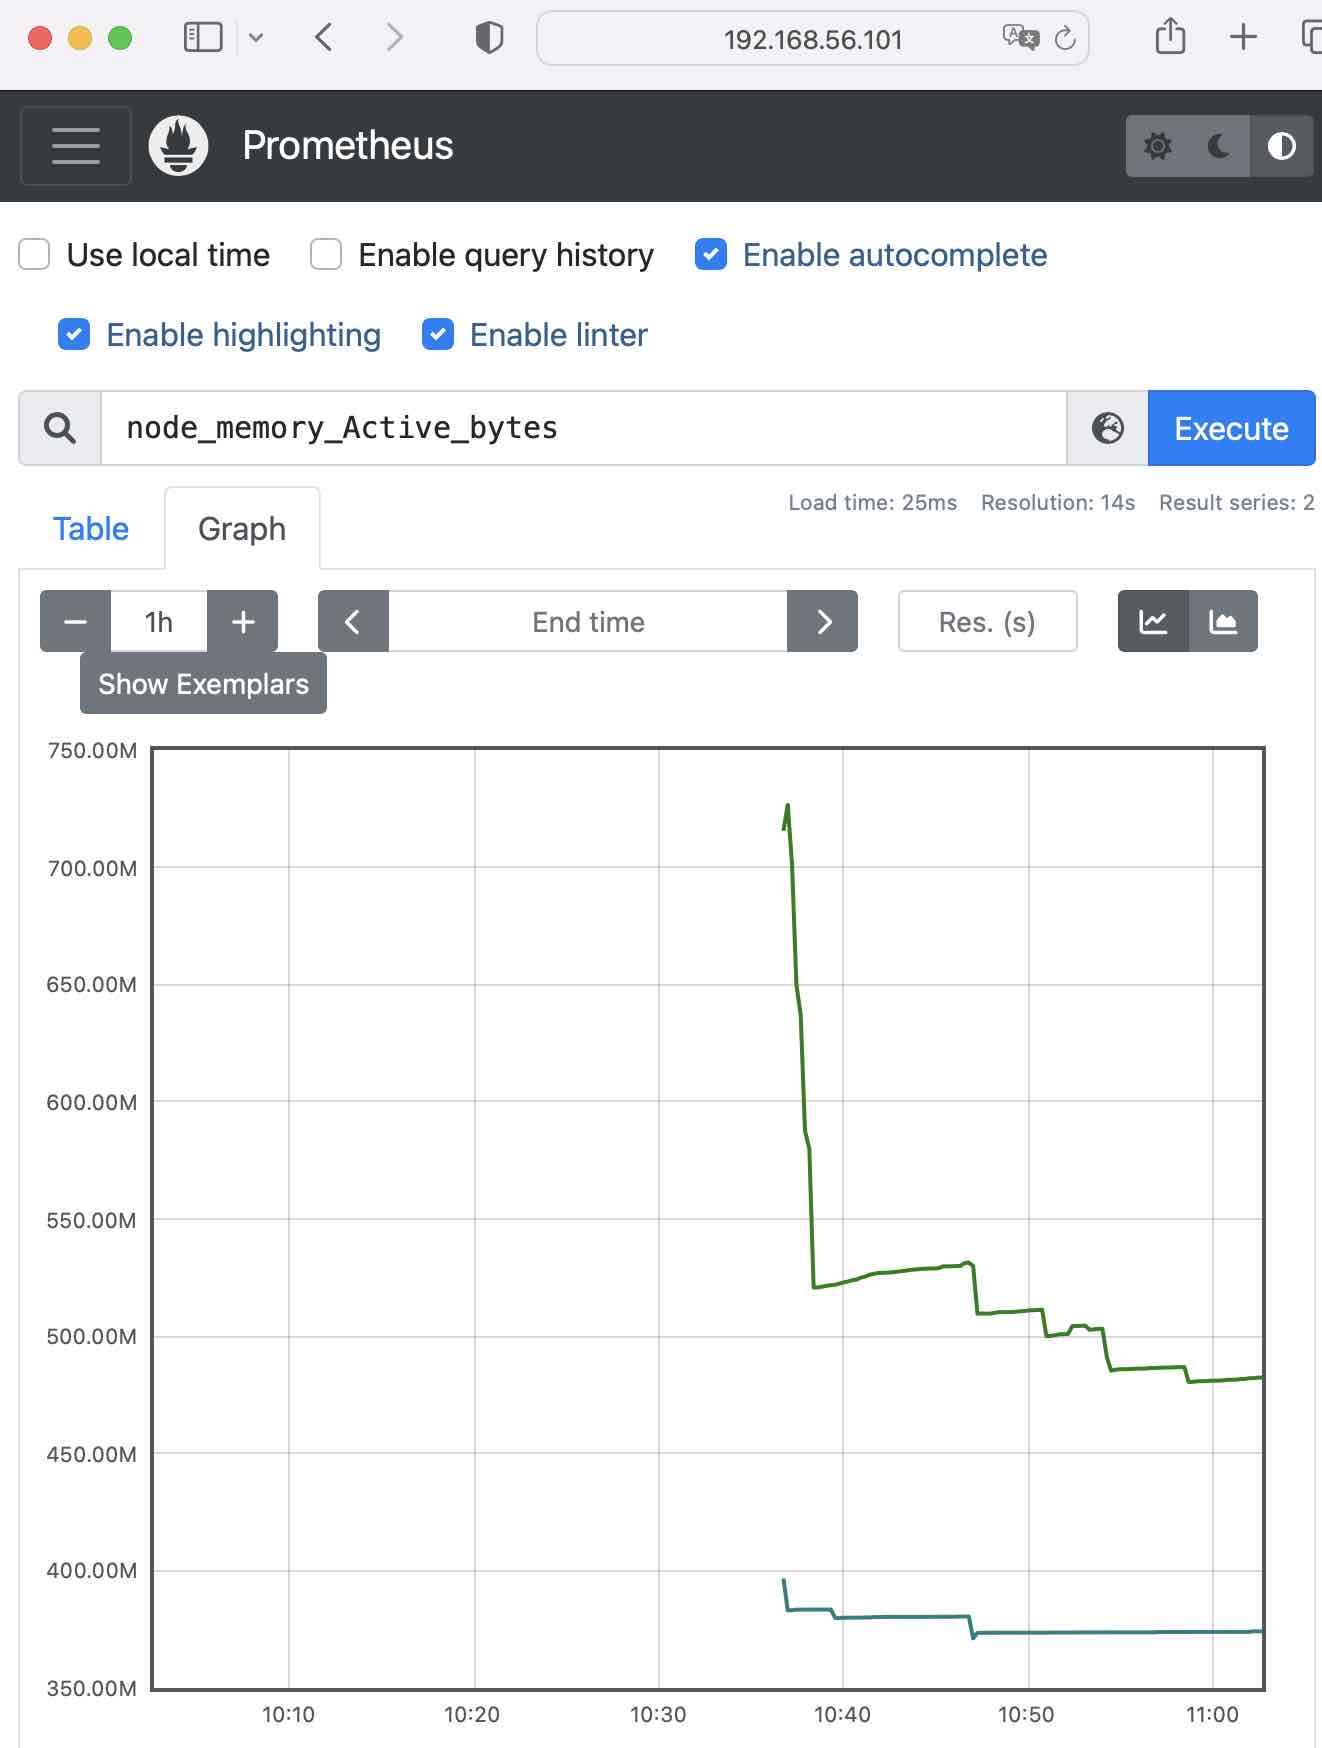 192.168.56.101
Prometheus
Use local time Enable query history Enable autocomplete
Enable highlighting Enable linter
node_memory_Active_bytes Execute
Load time: 25ms Resolution: 14s Result series: 2
Table Graph
1h End time Res. (s)
Show Exemplars
750.00M
700.00M
650.00M
600.00M
550.00M
500.00M
450.00M
400.00M
350.00M
10:10 10:20 10:30 10:40 10:50 11:00